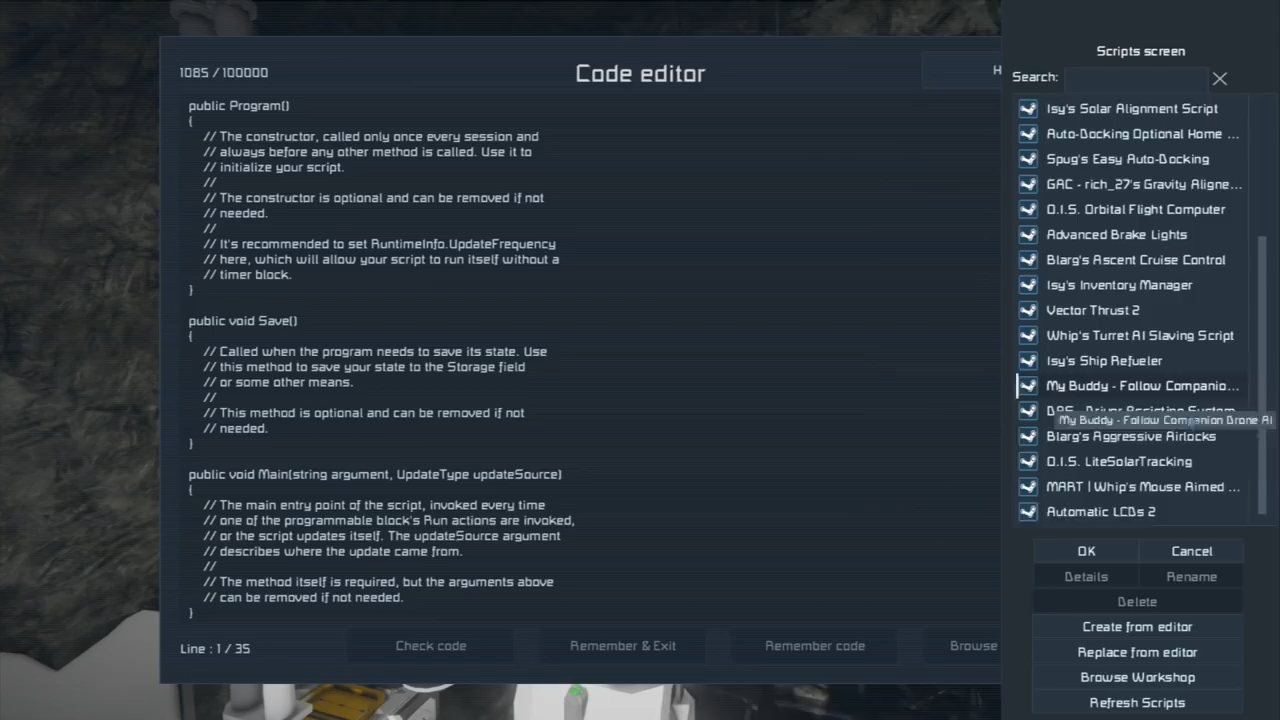 1085 / 100000
Code editor
H
public Program()
{
// The constructor, called only once every session and
// always before any other method is called. Use it to
// initialize your script.
//
// The constructor is optional and can be removed if not
// needed.
//
// It's recommended to set RuntimeInfo.UpdateFrequency
// here, which will allow your script to run itself without a
// timer block.
}
public void Save()
{
// Called when the program needs to save its state. Use
// this method to save your state to the Storage field
// or some other means.
//
// This method is optional and can be removed if not
// needed.
}
public void Main(string argument, UpdateType updateSource)
{
// The main entry point of the script, invoked every time
// one of the programmable block's Run actions are invoked,
// or the script updates itself. The updateSource argument
// describes where the update came from.
//
// The method itself is required, but the arguments above
// can be removed if not needed.
}
Line : 1 / 35
Check code
Remember & Exit
Remember code
Browse
Scripts screen
Search:
Isy's Solar Alignment Script
Auto-Docking Optional Home ...
Spug's Easy Auto-Docking
GAC - rich_27's Gravity Aligne...
O.I.S. Orbital Flight Computer
Advanced Brake Lights
Blarg's Ascent Cruise Control
Isy's Inventory Manager
Vector Thrust 2
Whip's Turret AI Slaving Script
Isy's Ship Refueler
My Buddy - Follow Companio...
DAS - Driver Assisting System
My Buddy - Follow Companion Drone AI
Blarg's Aggressive Airlocks
O.I.S. LiteSolarTracking
MART | Whip's Mouse Aimed ...
Automatic LCDs 2
OK
Cancel
Details
Rename
Delete
Create from editor
Replace from editor
Browse Workshop
Refresh Scripts